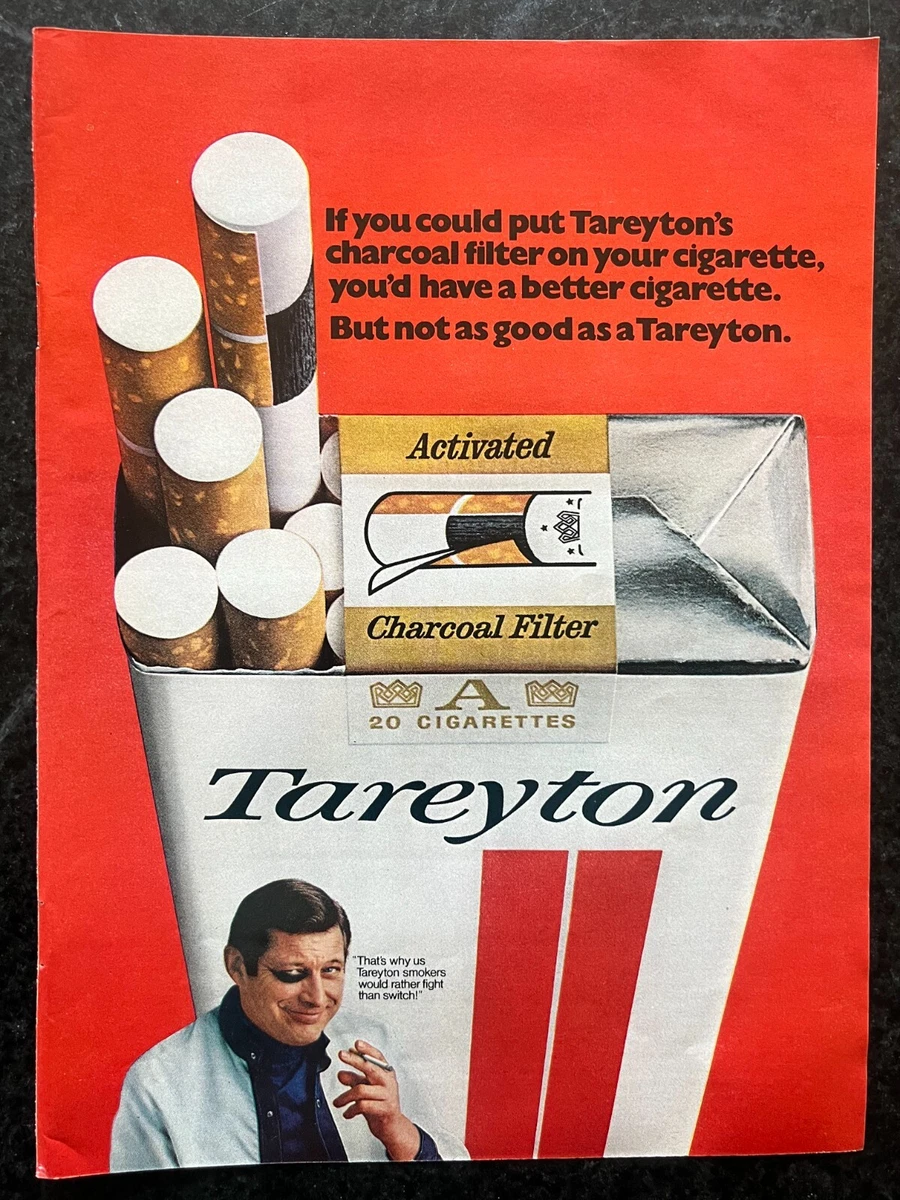 If you could put Tareyton's
charcoal filter on your cigarette,
you'd have a better cigarette.
But not as good as a Tareyton.
Activated
Charcoal Filter
A
20 CIGARETTES
Tareyton
"That's why us
Tareyton smokers
would rather fight
than switch!"